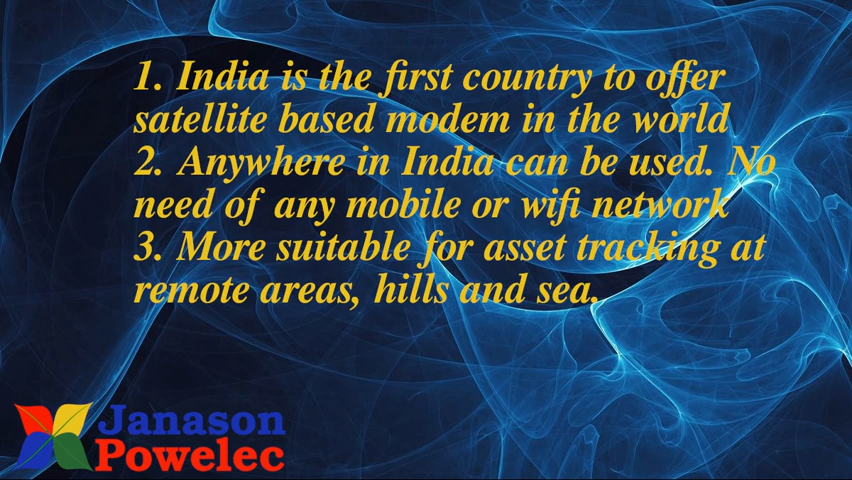 1. India is the first country to offer
satellite based modem in the world
2. Anywhere in India can be used. No
need of any mobile or wifi network
3. More suitable for asset tracking at
remote areas, hills and sea.
Janason
Powelec